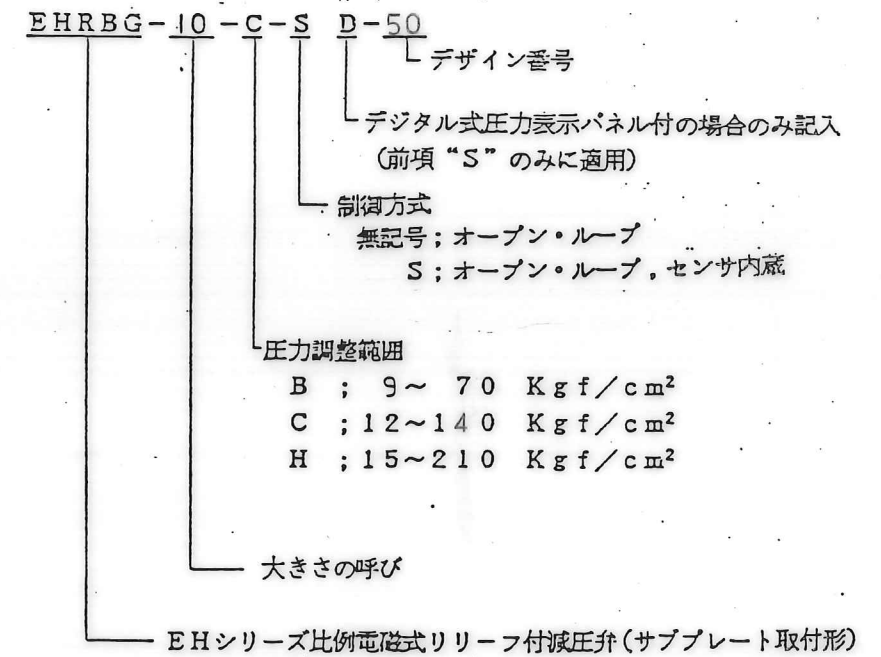 EHRBG-10-C-S D-50
デザイン番号
デジタル式圧力表示パネル付の場合のみ記入
(前項“S”のみに適用)
制御方式
無記号；オープン・ループ
S；オープン・ループ，センサ内蔵
圧力調整範囲
B ； 9～ 70 Kgf/cm²
C ；12～140 Kgf/cm²
H ；15～210 Kgf/cm²
大きさの呼び
EHシリーズ比例電磁式リリーフ付減圧弁(サブプレート取付形)